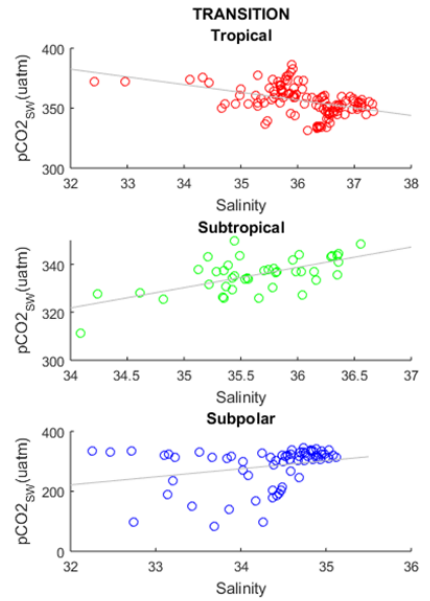 TRANSITION
Tropical
400
350
300
pCO2SW(uatm)
32 33 34 35 36 37 38
Salinity
Subtropical
340
320
300
pCO2SW(uatm)
34 34.5 35 35.5 36 36.5 37
Salinity
Subpolar
400
200
0
pCO2SW(uatm)
32 33 34 35 36
Salinity